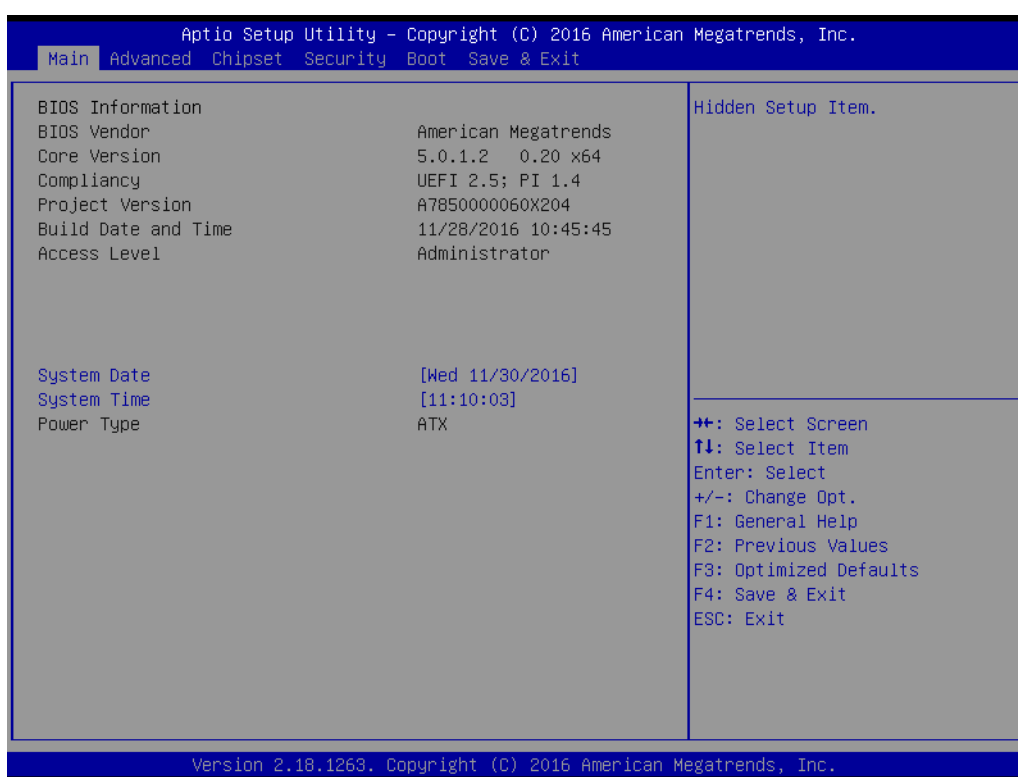 Aptio Setup Utility – Copyright (C) 2016 American Megatrends, Inc.
Main Advanced Chipset Security Boot Save & Exit
BIOS Information
BIOS Vendor American Megatrends
Core Version 5.0.1.2 0.20 x64
Compliancy UEFI 2.5; PI 1.4
Project Version A7850000060X204
Build Date and Time 11/28/2016 10:45:45
Access Level Administrator
System Date [Wed 11/30/2016]
System Time [11:10:03]
Power Type ATX
Hidden Setup Item.
→←: Select Screen
↑↓: Select Item
Enter: Select
+/-: Change Opt.
F1: General Help
F2: Previous Values
F3: Optimized Defaults
F4: Save & Exit
ESC: Exit
Version 2.18.1263. Copyright (C) 2016 American Megatrends, Inc.